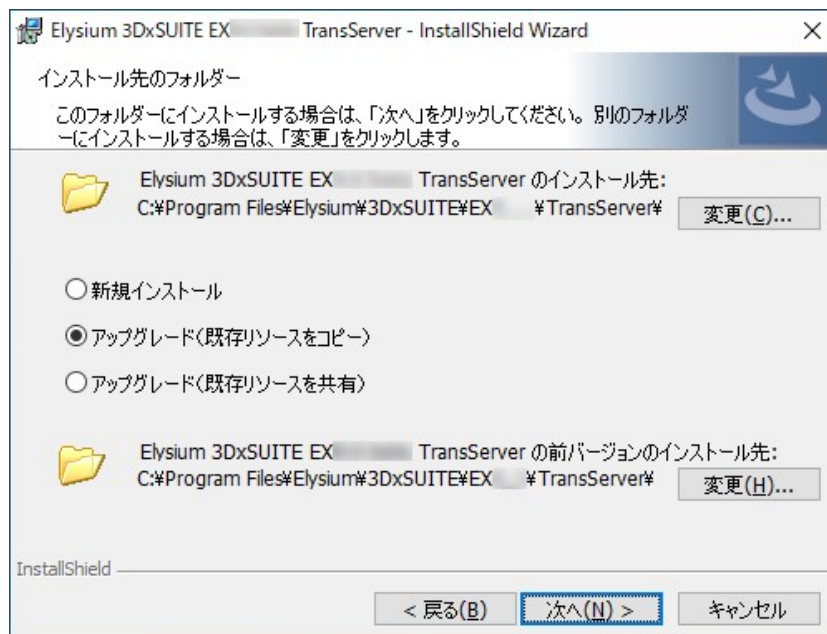 Elysium 3DxSUITE EX TransServer - InstallShield Wizard
インストール先のフォルダー
このフォルダーにインストールする場合は、「次へ」をクリックしてください。別のフォルダ
ーにインストールする場合は、「変更」をクリックします。
Elysium 3DxSUITE EX TransServer のインストール先:
C:¥Program Files¥Elysium¥3DxSUITE¥EX ¥TransServer¥
変更(C)...
新規インストール
アップグレード(既存リソースをコピー)
アップグレード(既存リソースを共有)
Elysium 3DxSUITE EX TransServer の前バージョンのインストール先:
C:¥Program Files¥Elysium¥3DxSUITE¥EX ¥TransServer¥
変更(H)...
InstallShield
< 戻る(B)
次へ(N) >
キャンセル